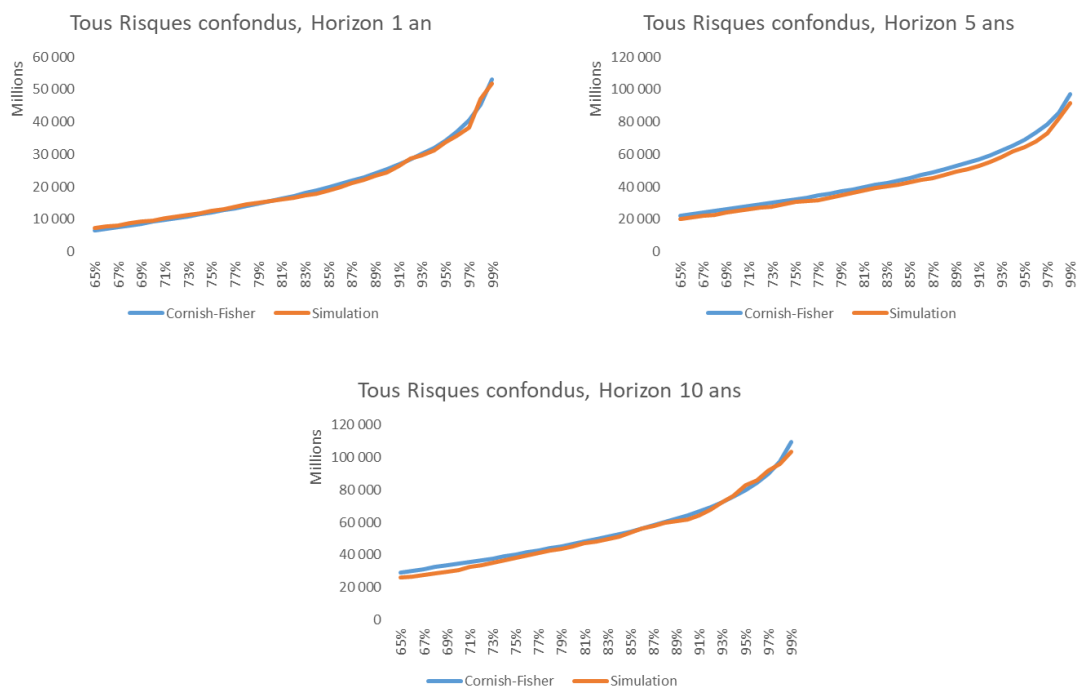 Tous Risques confondus, Horizon 1 an
Millions
60 000
50 000
40 000
30 000
20 000
10 000
0
65% 67% 69% 71% 73% 75% 77% 79% 81% 83% 85% 87% 89% 91% 93% 95% 97% 99%
Cornish-Fisher Simulation
Tous Risques confondus, Horizon 5 ans
Millions
120 000
100 000
80 000
60 000
40 000
20 000
0
65% 67% 69% 71% 73% 75% 77% 79% 81% 83% 85% 87% 89% 91% 93% 95% 97% 99%
Cornish-Fisher Simulation
Tous Risques confondus, Horizon 10 ans
Millions
120 000
100 000
80 000
60 000
40 000
20 000
0
65% 67% 69% 71% 73% 75% 77% 79% 81% 83% 85% 87% 89% 91% 93% 95% 97% 99%
Cornish-Fisher Simulation